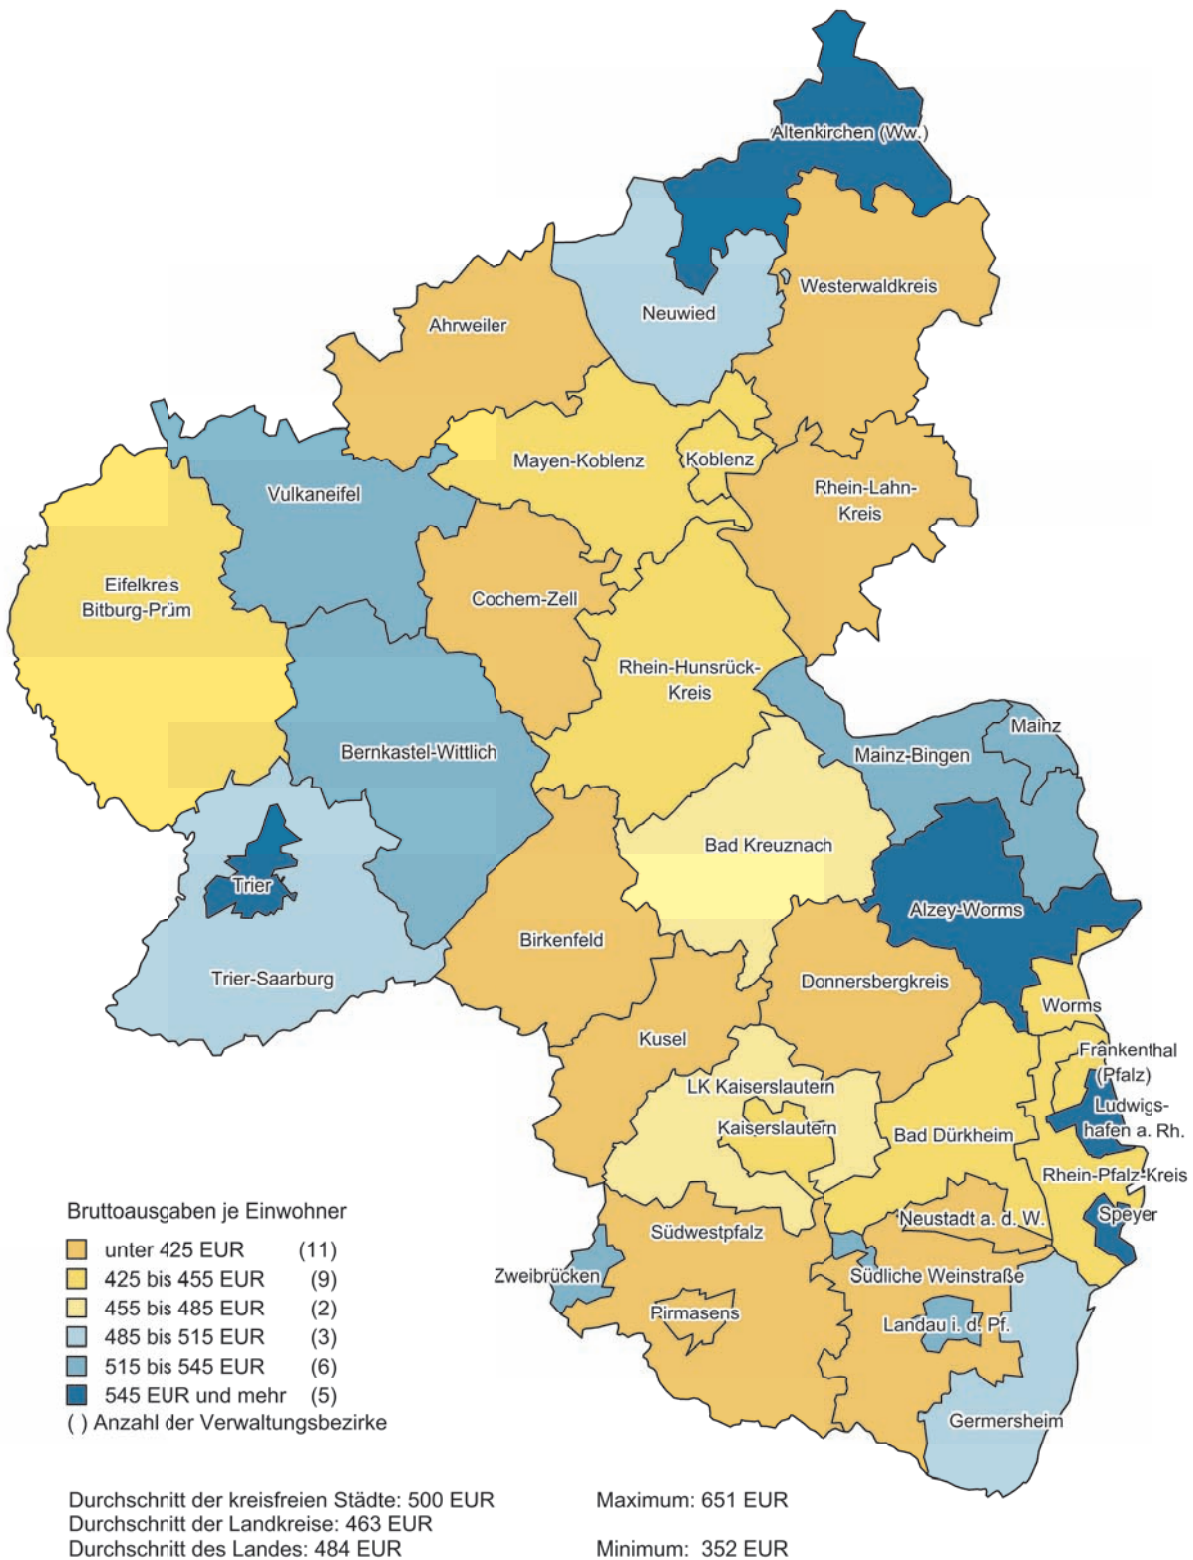 Altenkirchen (Ww.)
Westerwaldkreis
Neuwied
Ahrweiler
Mayen-Koblenz
Koblenz
Rhein-Lahn-
Kreis
Vulkaneifel
Eifelkreis
Bitburg-Prüm
Cochem-Zell
Rhein-Hunsrück-
Kreis
Mainz
Mainz-Bingen
Bernkastel-Wittlich
Bad Kreuznach
Trier
Alzey-Worms
Birkenfeld
Trier-Saarburg
Donnersbergkreis
Worms
Kusel
Frankenthal
(Pfalz)
LK Kaiserslautern
Ludwigs-
hafen a. Rh.
Kaiserslautern
Bad Dürkheim
Rhein-Pfalz-Kreis
Speyer
Neustadt a. d. W.
Südwestpfalz
Zweibrücken
Südliche Weinstraße
Pirmasens
Landau i. d. Pf.
Germersheim
Bruttoausgaben je Einwohner
unter 425 EUR (11)
425 bis 455 EUR (9)
455 bis 485 EUR (2)
485 bis 515 EUR (3)
515 bis 545 EUR (6)
545 EUR und mehr (5)
( ) Anzahl der Verwaltungsbezirke
Durchschnitt der kreisfreien Städte: 500 EUR Maximum: 651 EUR
Durchschnitt der Landkreise: 463 EUR
Durchschnitt des Landes: 484 EUR Minimum: 352 EUR